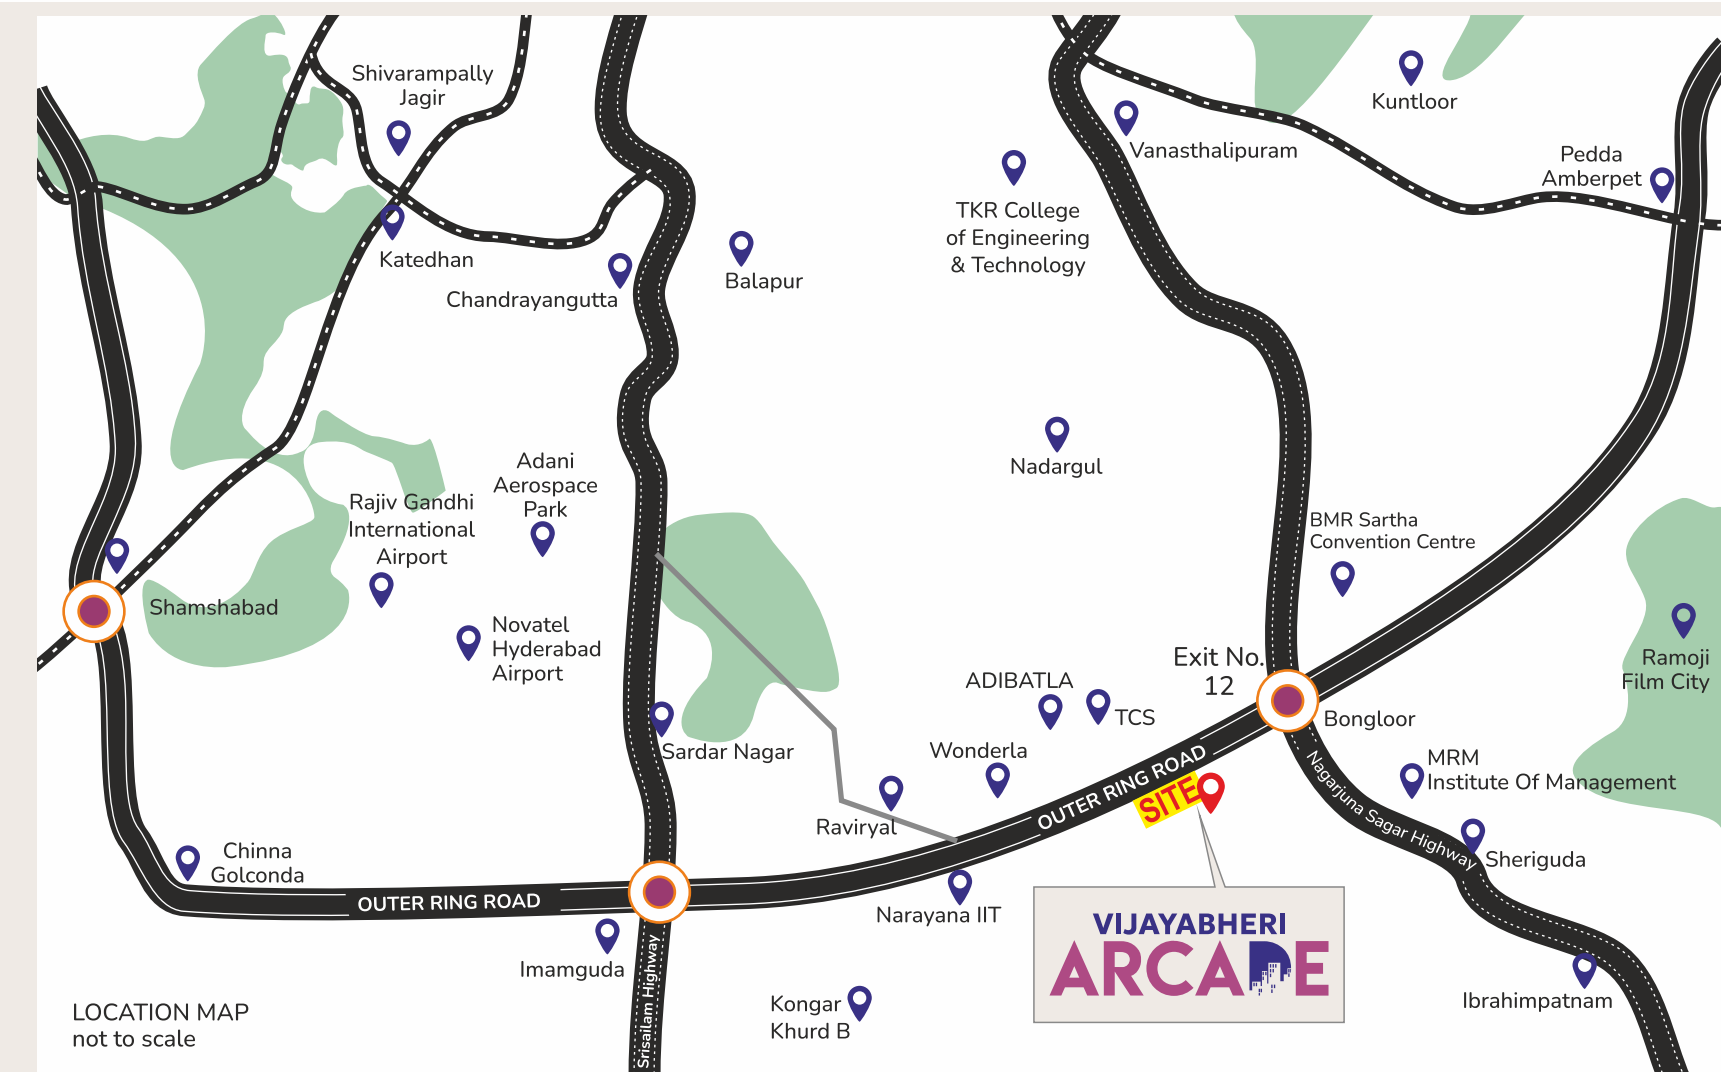 Shivarampally
Jagir
Kuntloor
Vanasthalipuram
Pedda
Amberpet
TKR College
of Engineering
& Technology
Katedhan
Chandrayangutta
Balapur
Nadargul
Adani
Aerospace
Park
Rajiv Gandhi
International
Airport
BMR Sartha
Convention Centre
Shamshabad
Novatel
Hyderabad
Airport
Exit No.
12
Ramoji
Film City
ADIBATLA
TCS
Bongloor
Sardar Nagar
Wonderla
OUTER RING ROAD
SITE
Nagarjuna Sagar Highway
MRM
Institute Of Management
Raviryal
Chinna
Golconda
Sheriguda
OUTER RING ROAD
Narayana IIT
VIJAYABHERI
ARCADE
Imamguda
Srisailam Highway
Kongar
Khurd B
Ibrahimpatnam
LOCATION MAP
not to scale